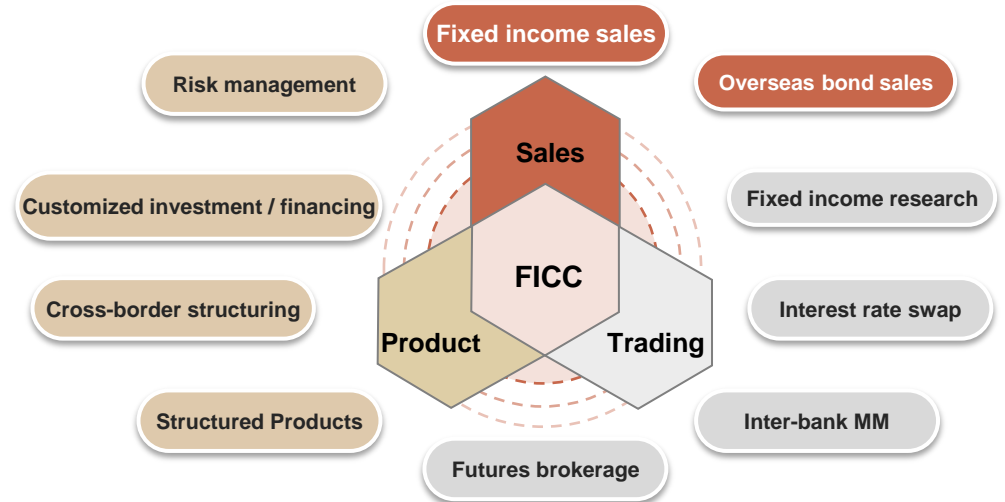 Fixed income sales
Risk management
Overseas bond sales
Sales
Customized investment / financing
Fixed income research
FICC
Cross-border structuring
Interest rate swap
Product
Trading
Structured Products
Inter-bank MM
Futures brokerage